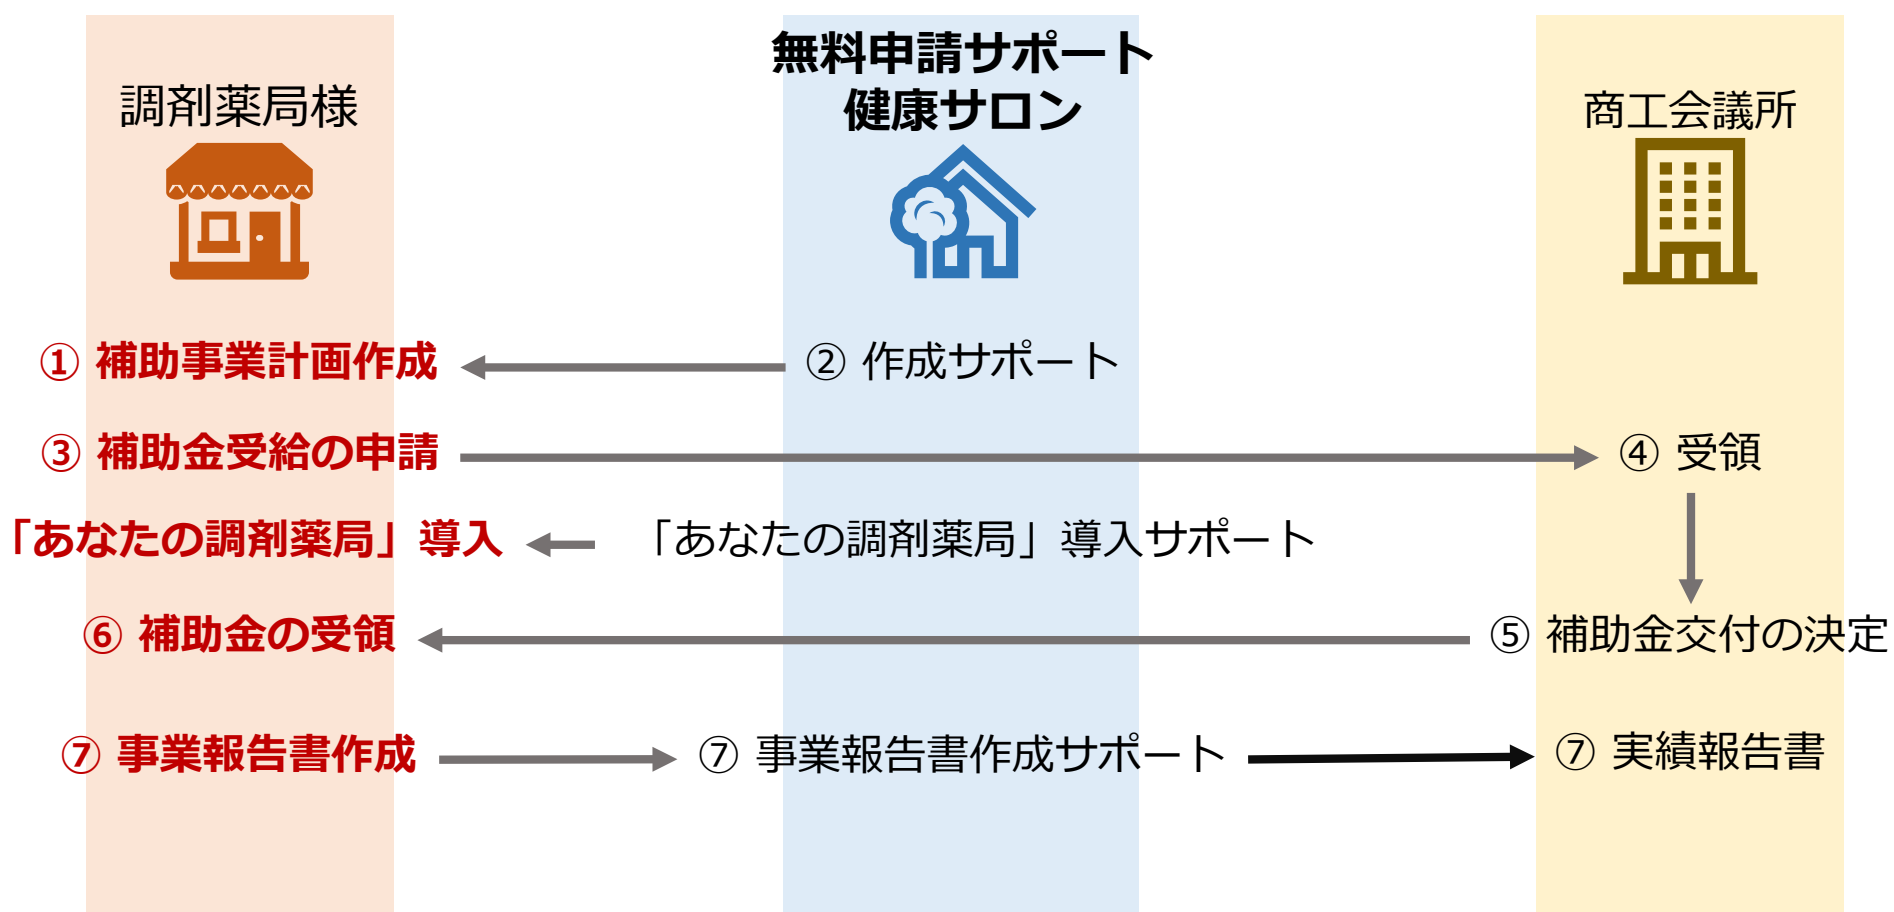 調剤薬局様
無料申請サポート
健康サロン
商工会議所
① 補助事業計画作成
② 作成サポート
③ 補助金受給の申請
④ 受領
「あなたの調剤薬局」導入
「あなたの調剤薬局」導入サポート
⑥ 補助金の受領
⑤ 補助金交付の決定
⑦ 事業報告書作成
⑦ 事業報告書作成サポート
⑦ 実績報告書